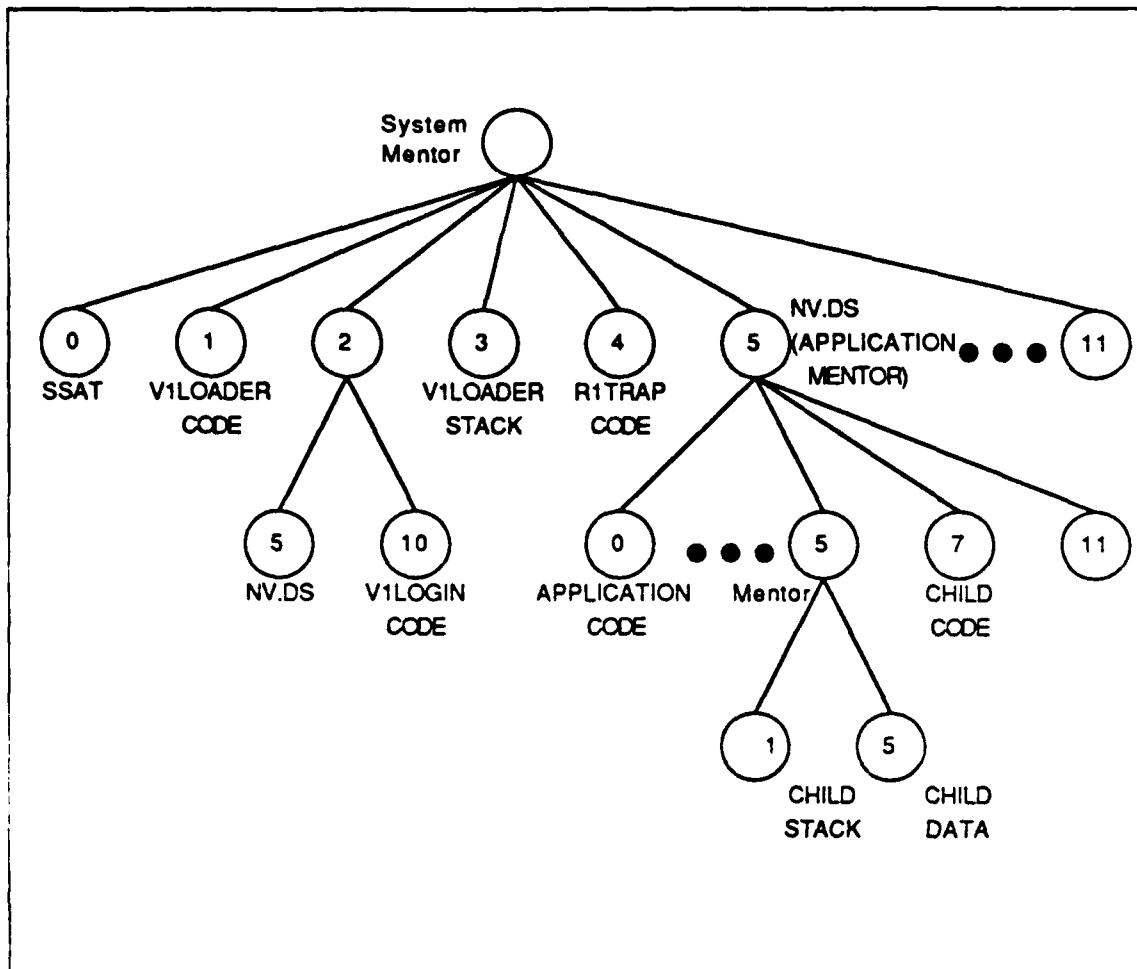 System
Mentor
NV.DS
(APPLICATION
MENTOR)
0
1
2
3
4
5
11
SSAT
V1LOADER
CODE
V1LOADER
STACK
R1TRAP
CODE
5
10
0
5
7
11
NV.DS
V1LOGIN
CODE
APPLICATION
CODE
Mentor
CHILD
CODE
1
5
CHILD
STACK
CHILD
DATA